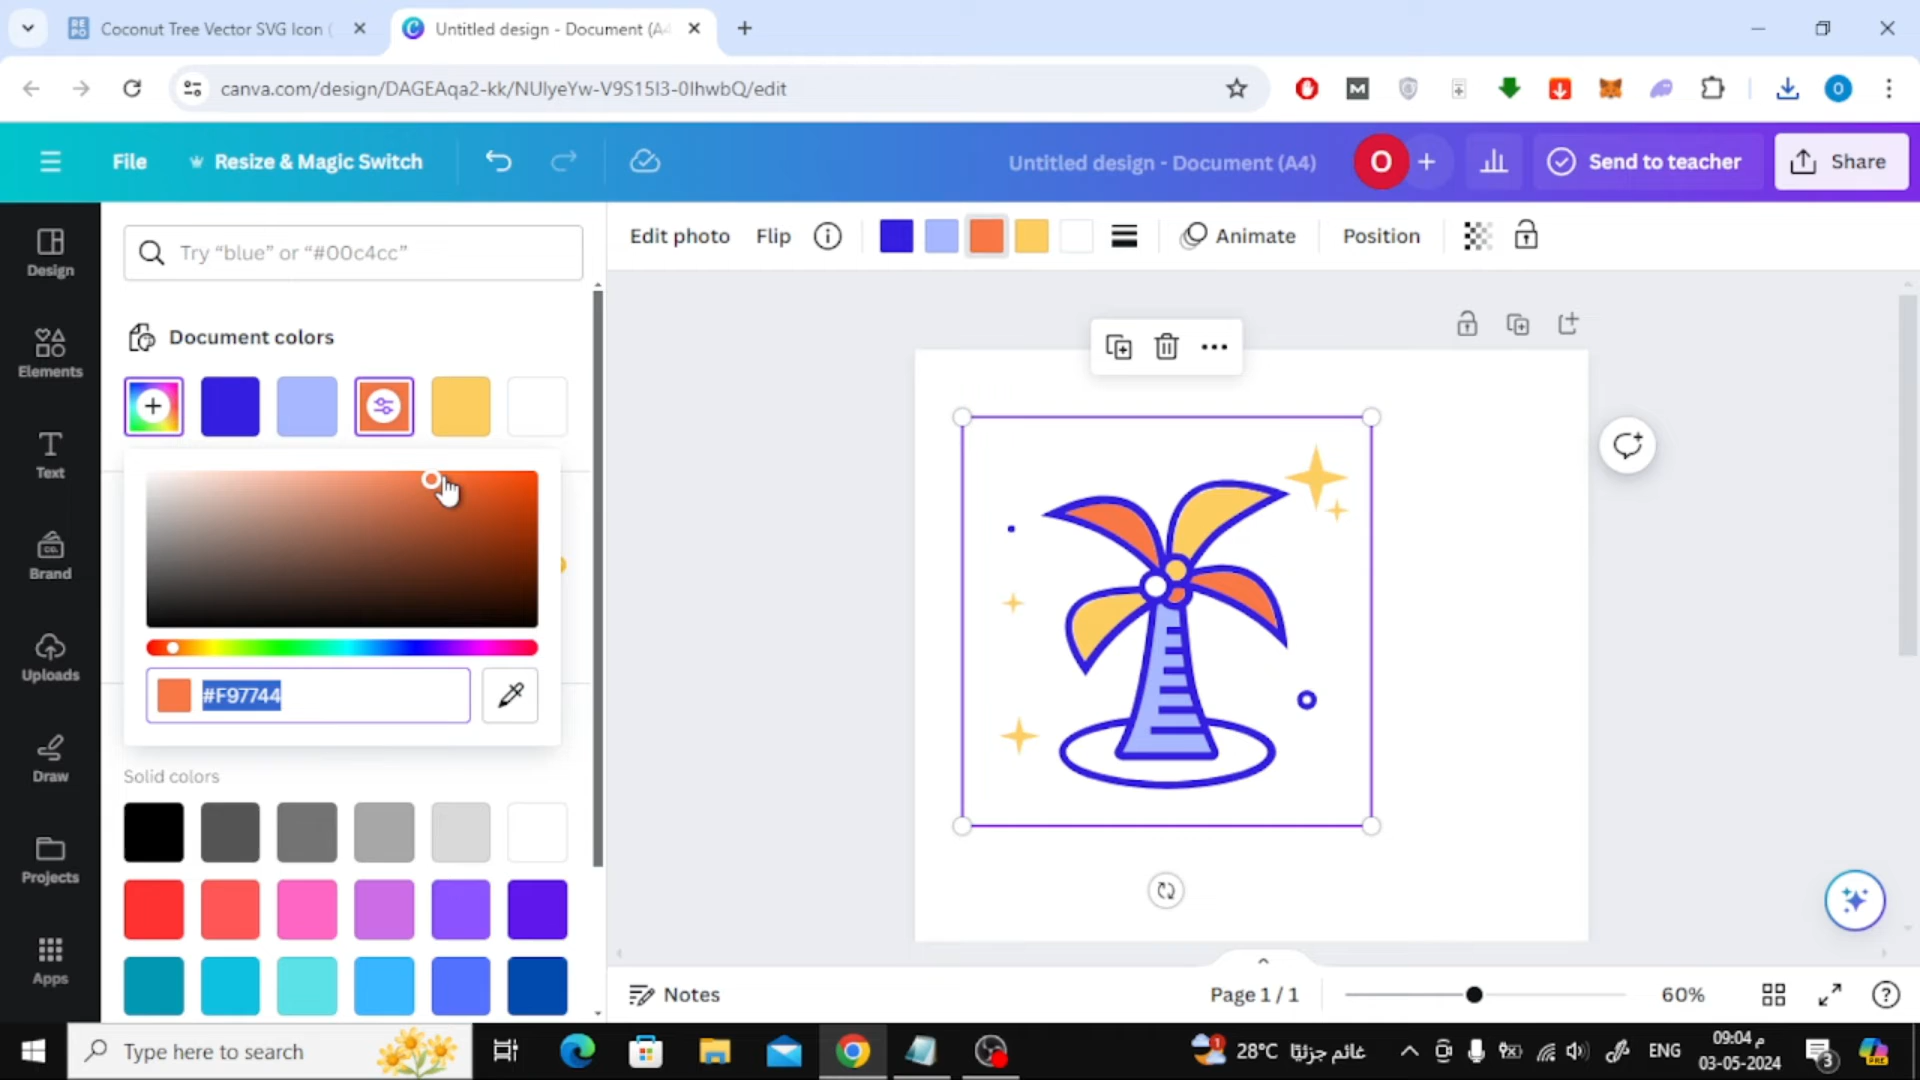 Coconut Tree Vector SVG Icon (
Untitled design - Document (A4
canva.com/design/DAGEAqa2-kk/NUlyeYw-V9S15I3-0lhwbQ/edit
File
Resize & Magic Switch
Untitled design - Document (A4)
O
Send to teacher
Share
Design
Elements
Text
Brand
Uploads
Draw
Projects
Apps
Try “blue” or “#00c4cc”
Edit photo
Flip
Animate
Position
Document colors
#F97744
Solid colors
Notes
Page 1 / 1
60%
Type here to search
28°C غائم جزئيًا
ENG
09:04 م
03-05-2024
3